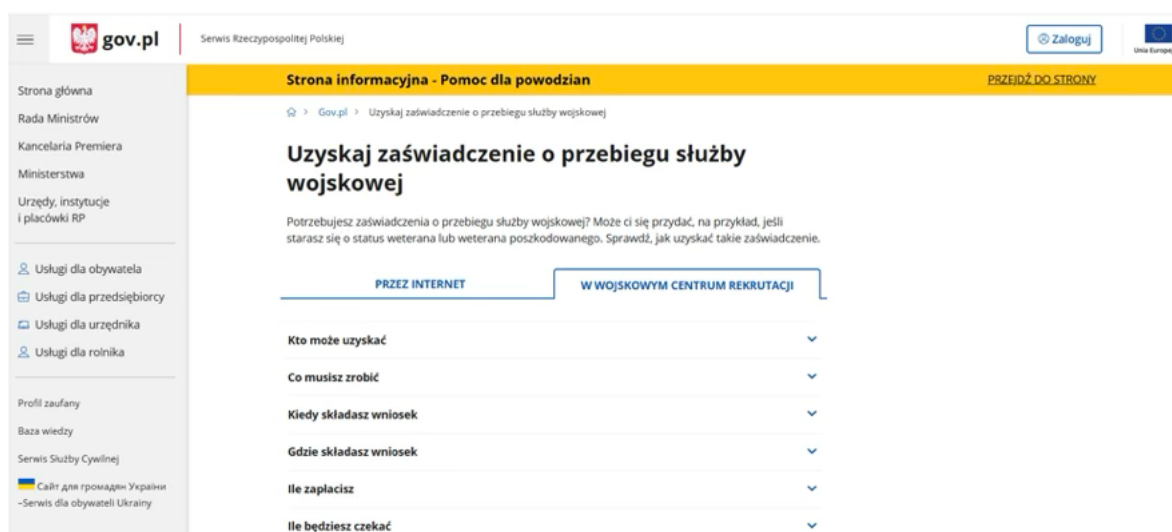 gov.pl
Serwis Rzeczypospolitej Polskiej
Zaloguj
Unia Europej
Strona główna
Rada Ministrów
Kancelaria Premiera
Ministerstwa
Urzędy, instytucje
i placówki RP
Usługi dla obywatela
Usługi dla przedsiębiorcy
Usługi dla urzędnika
Usługi dla rolnika
Profil zaufany
Baza wiedzy
Serwis Służby Cywilnej
Сайт для громадян України
–Serwis dla obywateli Ukrainy
Strona informacyjna - Pomoc dla powodzian
PRZEJDŹ DO STRONY
> Gov.pl > Uzyskaj zaświadczenie o przebiegu służby wojskowej
Uzyskaj zaświadczenie o przebiegu służby
wojskowej
Potrzebujesz zaświadczenia o przebiegu służby wojskowej? Może ci się przydać, na przykład, jeśli
starasz się o status weterana lub weterana poszkodowanego. Sprawdź, jak uzyskać takie zaświadczenie.
PRZEZ INTERNET
W WOJSKOWYM CENTRUM REKRUTACJI
Kto może uzyskać
Co musisz zrobić
Kiedy składasz wniosek
Gdzie składasz wniosek
Ile zapłacisz
Ile będziesz czekać